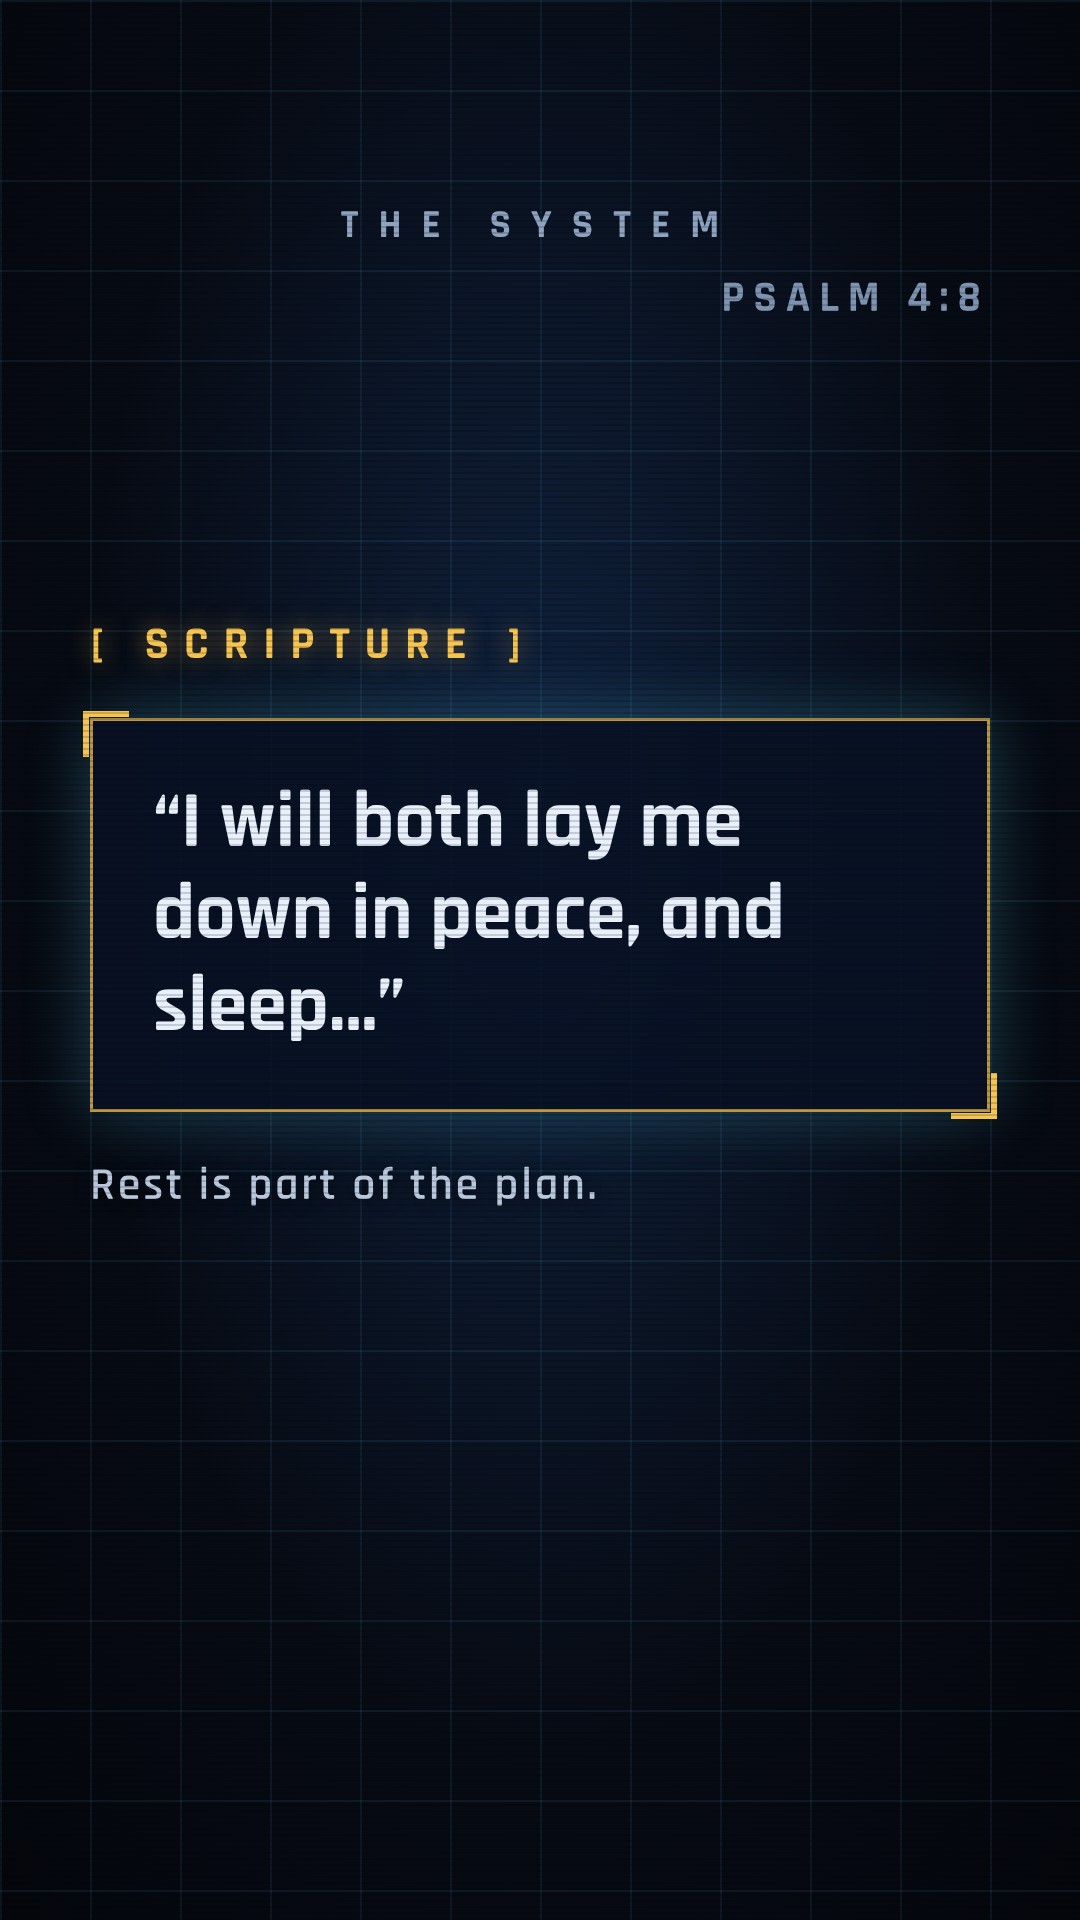 THE SYSTEM
PSALM 4:8
[ SCRIPTURE ]
“I will both lay me
down in peace, and
sleep…”
Rest is part of the plan.